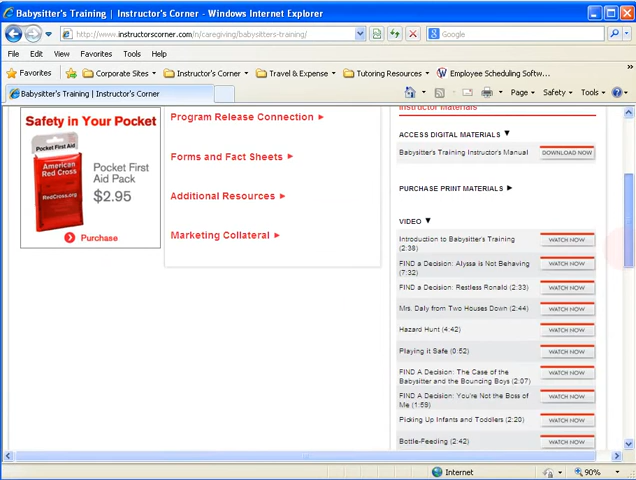 Babysitter's Training | Instructor's Corner - Windows Internet Explorer
http://www.instructorscorner.com/n/caregiving/babysitters-training/
Google
File Edit View Favorites Tools Help
Favorites Corporate Sites Instructor's Corner Travel & Expense Tutoring Resources Employee Scheduling Softw... »
Babysitter's Training | Instructor's Corner
Page Safety Tools »
Safety in Your Pocket
Pocket First Aid
American
Red Cross
RedCross.org
Pocket First
Aid Pack
$2.95
Purchase
Program Release Connection
Forms and Fact Sheets
Additional Resources
Marketing Collateral
Instructor Materials
ACCESS DIGITAL MATERIALS
Babysitter's Training Instructor's Manual DOWNLOAD NOW
PURCHASE PRINT MATERIALS
VIDEO
Introduction to Babysitter's Training
(2:38) WATCH NOW
FIND a Decision: Alyssa is Not Behaving
(7:32) WATCH NOW
FIND a Decision: Restless Ronald (2:33) WATCH NOW
Mrs. Daly from Two Houses Down (2:44) WATCH NOW
Hazard Hunt (4:42) WATCH NOW
Playing it Safe (0:52) WATCH NOW
FIND A Decision: The Case of the
Babysitter and the Bouncing Boys (2:07) WATCH NOW
FIND A Decision: You're Not the Boss of
Me (1:59) WATCH NOW
Picking Up Infants and Toddlers (2:23) WATCH NOW
Bottle-Feeding (2:42) WATCH NOW
Internet 90%